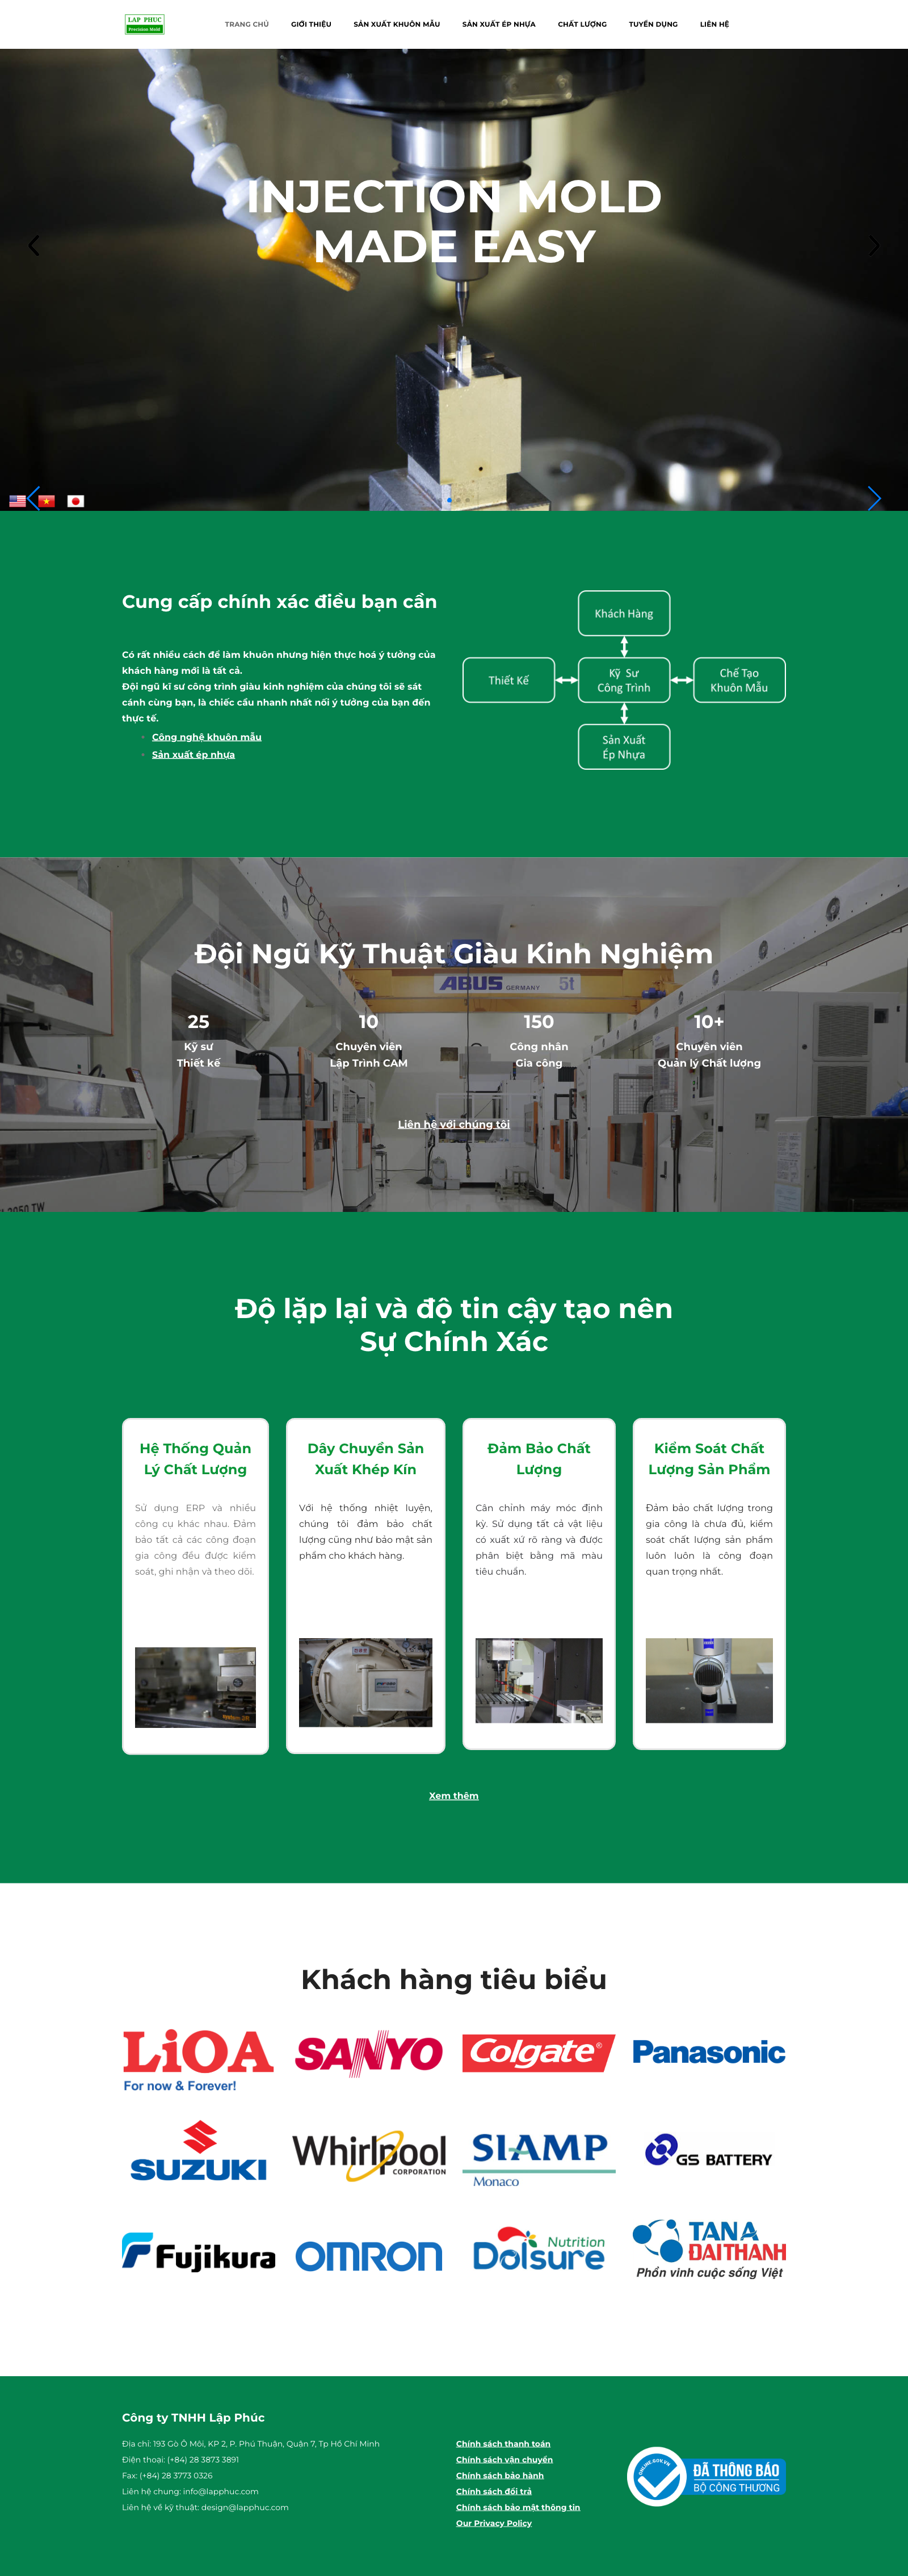 LAP PHUC
Precision Mold
TRANG CHỦ
GIỚI THIỆU
SẢN XUẤT KHUÔN MẪU
SẢN XUẤT ÉP NHỰA
CHẤT LƯỢNG
TUYỂN DỤNG
LIÊN HỆ
INJECTION MOLD
MADE EASY
Cung cấp chính xác điều bạn cần
Có rất nhiều cách để làm khuôn nhưng hiện thực hoá ý tưởng của
khách hàng mới là tất cả.
Đội ngũ kĩ sư công trình giàu kinh nghiệm của chúng tôi sẽ sát
cánh cùng bạn, là chiếc cầu nhanh nhất nối ý tưởng của bạn đến
thực tế.
Công nghệ khuôn mẫu
Sản xuất ép nhựa
Khách Hàng
Thiết Kế
Kỹ Sư
Công Trình
Chế Tạo
Khuôn Mẫu
Sản Xuất
Ép Nhựa
Đội Ngũ Kỹ Thuật Giàu Kinh Nghiệm
ABUS GERMANY 5t
25
Kỹ sư
Thiết kế
10
Chuyên viên
Lập Trình CAM
150
Công nhân
Gia công
10+
Chuyên viên
Quản lý Chất lượng
Liên hệ với chúng tôi
2050 TW
Độ lặp lại và độ tin cậy tạo nên
Sự Chính Xác
Hệ Thống Quản
Lý Chất Lượng
Sử dụng ERP và nhiều
công cụ khác nhau. Đảm
bảo tất cả các công đoạn
gia công đều được kiểm
soát, ghi nhận và theo dõi.
Dây Chuyền Sản
Xuất Khép Kín
Với hệ thống nhiệt luyện,
chúng tôi đảm bảo chất
lượng cũng như bảo mật sản
phẩm cho khách hàng.
Đảm Bảo Chất
Lượng
Cân chỉnh máy móc định
kỳ. Sử dụng tất cả vật liệu
có xuất xứ rõ ràng và được
phân biệt bằng mã màu
tiêu chuẩn.
Kiểm Soát Chất
Lượng Sản Phẩm
Đảm bảo chất lượng trong
gia công là chưa đủ, kiểm
soát chất lượng sản phẩm
luôn luôn là công đoạn
quan trọng nhất.
Xem thêm
Khách hàng tiêu biểu
LiOA
For now & Forever!
SANYO
Colgate®
Panasonic
SUZUKI
Whirlpool
CORPORATION
SIAMP
Monaco
GS BATTERY
Fujikura
OMRON
Nutrition
Dolsure
TANA
DAITHANH
Phồn vinh cuộc sống Việt
Công ty TNHH Lập Phúc
Địa chỉ: 193 Gò Ô Môi, KP 2, P. Phú Thuận, Quận 7, Tp Hồ Chí Minh
Điện thoại: (+84) 28 3873 3891
Fax: (+84) 28 3773 0326
Liên hệ chung: info@lapphuc.com
Liên hệ về kỹ thuật: design@lapphuc.com
Chính sách thanh toán
Chính sách vận chuyển
Chính sách bảo hành
Chính sách đổi trả
Chính sách bảo mật thông tin
Our Privacy Policy
ONLINE.GOV.VN
ĐÃ THÔNG BÁO
BỘ CÔNG THƯƠNG